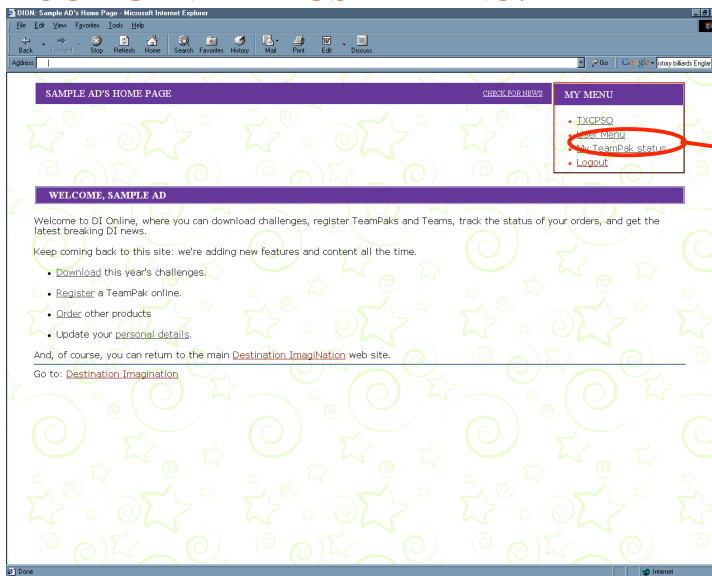 DION: Sample AD's Home Page - Microsoft Internet Explorer
File Edit View Favorites Tools Help
Back Forward Stop Refresh Home Search Favorites History Mail Print Edit Discuss
Address Go Google istory billiards Englan
SAMPLE AD'S HOME PAGE CHECK FOR NEWS MY MENU
• TXCPSO
• User Menu
• My TeamPak status
• Logout
WELCOME, SAMPLE AD
Welcome to DI Online, where you can download challenges, register TeamPaks and Teams, track the status of your orders, and get the
latest breaking DI news.
Keep coming back to this site: we're adding new features and content all the time.
• Download this year's challenges.
• Register a TeamPak online.
• Order other products
• Update your personal details.
And, of course, you can return to the main Destination ImagiNation web site.
Go to: Destination Imagination
Done Internet